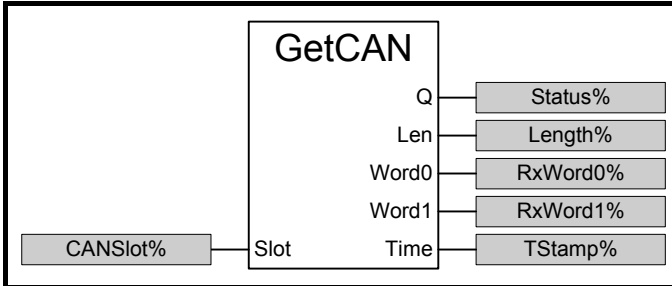 GetCAN
Q Status%
Len Length%
Word0 RxWord0%
Word1 RxWord1%
CANSlot% Slot Time TStamp%